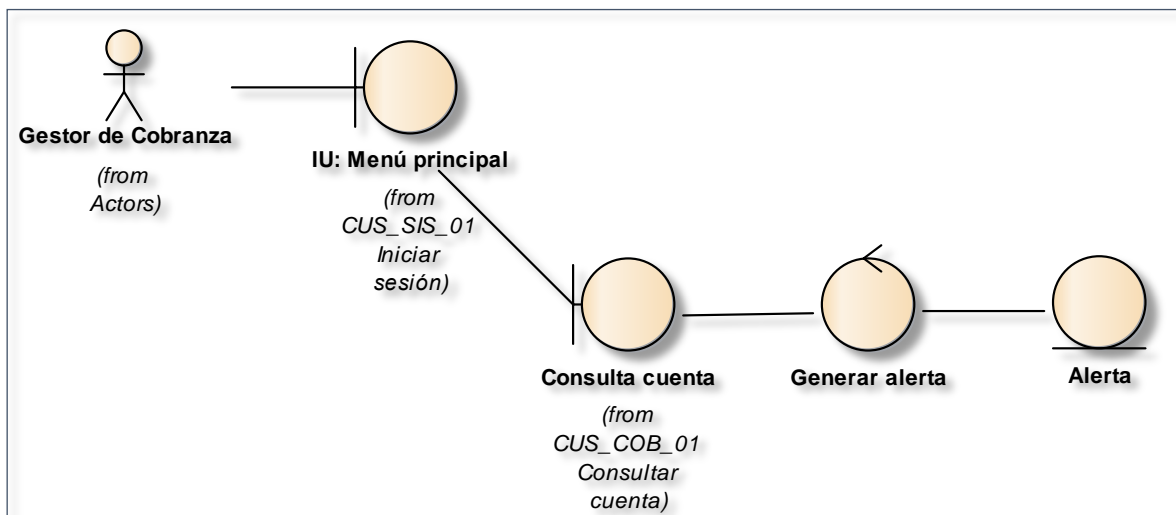 Gestor de Cobranza
(from
Actors)
IU: Menú principal
(from
CUS_SIS_01
Iniciar
sesión)
Consulta cuenta
(from
CUS_COB_01
Consultar
cuenta)
Generar alerta
Alerta